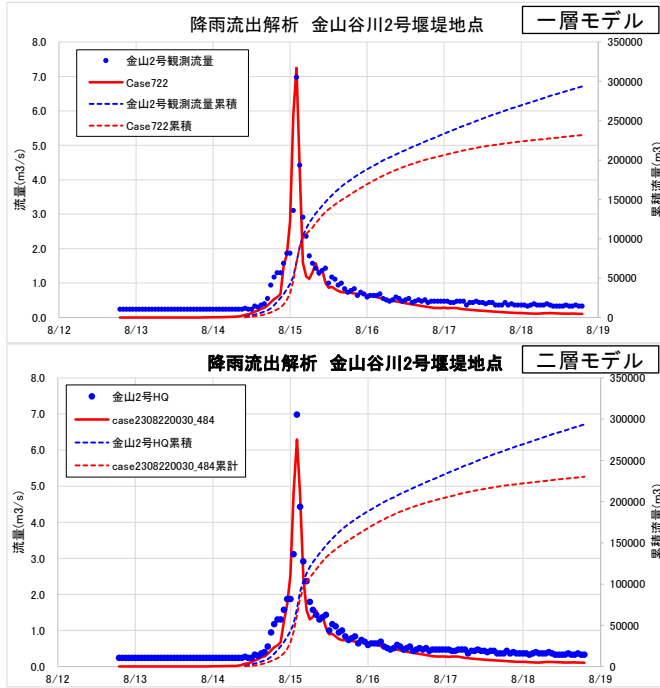 降雨流出解析 金山谷川2号堰堤地点
一層モデル
8.0
7.0
6.0
5.0
4.0
3.0
2.0
1.0
0.0
流量(m3/s)
金山2号観測流量
Case722
金山2号観測流量累積
Case722累積
350000
300000
250000
200000
150000
100000
50000
0
累積流量(m3)
8/12 8/13 8/14 8/15 8/16 8/17 8/18 8/19
降雨流出解析 金山谷川2号堰堤地点
二層モデル
8.0
7.0
6.0
5.0
4.0
3.0
2.0
1.0
0.0
流量(m3/s)
金山2号HQ
case2308220030_484
金山2号HQ累積
case2308220030_484累計
350000
300000
250000
200000
150000
100000
50000
0
累積流量(m3)
8/12 8/13 8/14 8/15 8/16 8/17 8/18 8/19